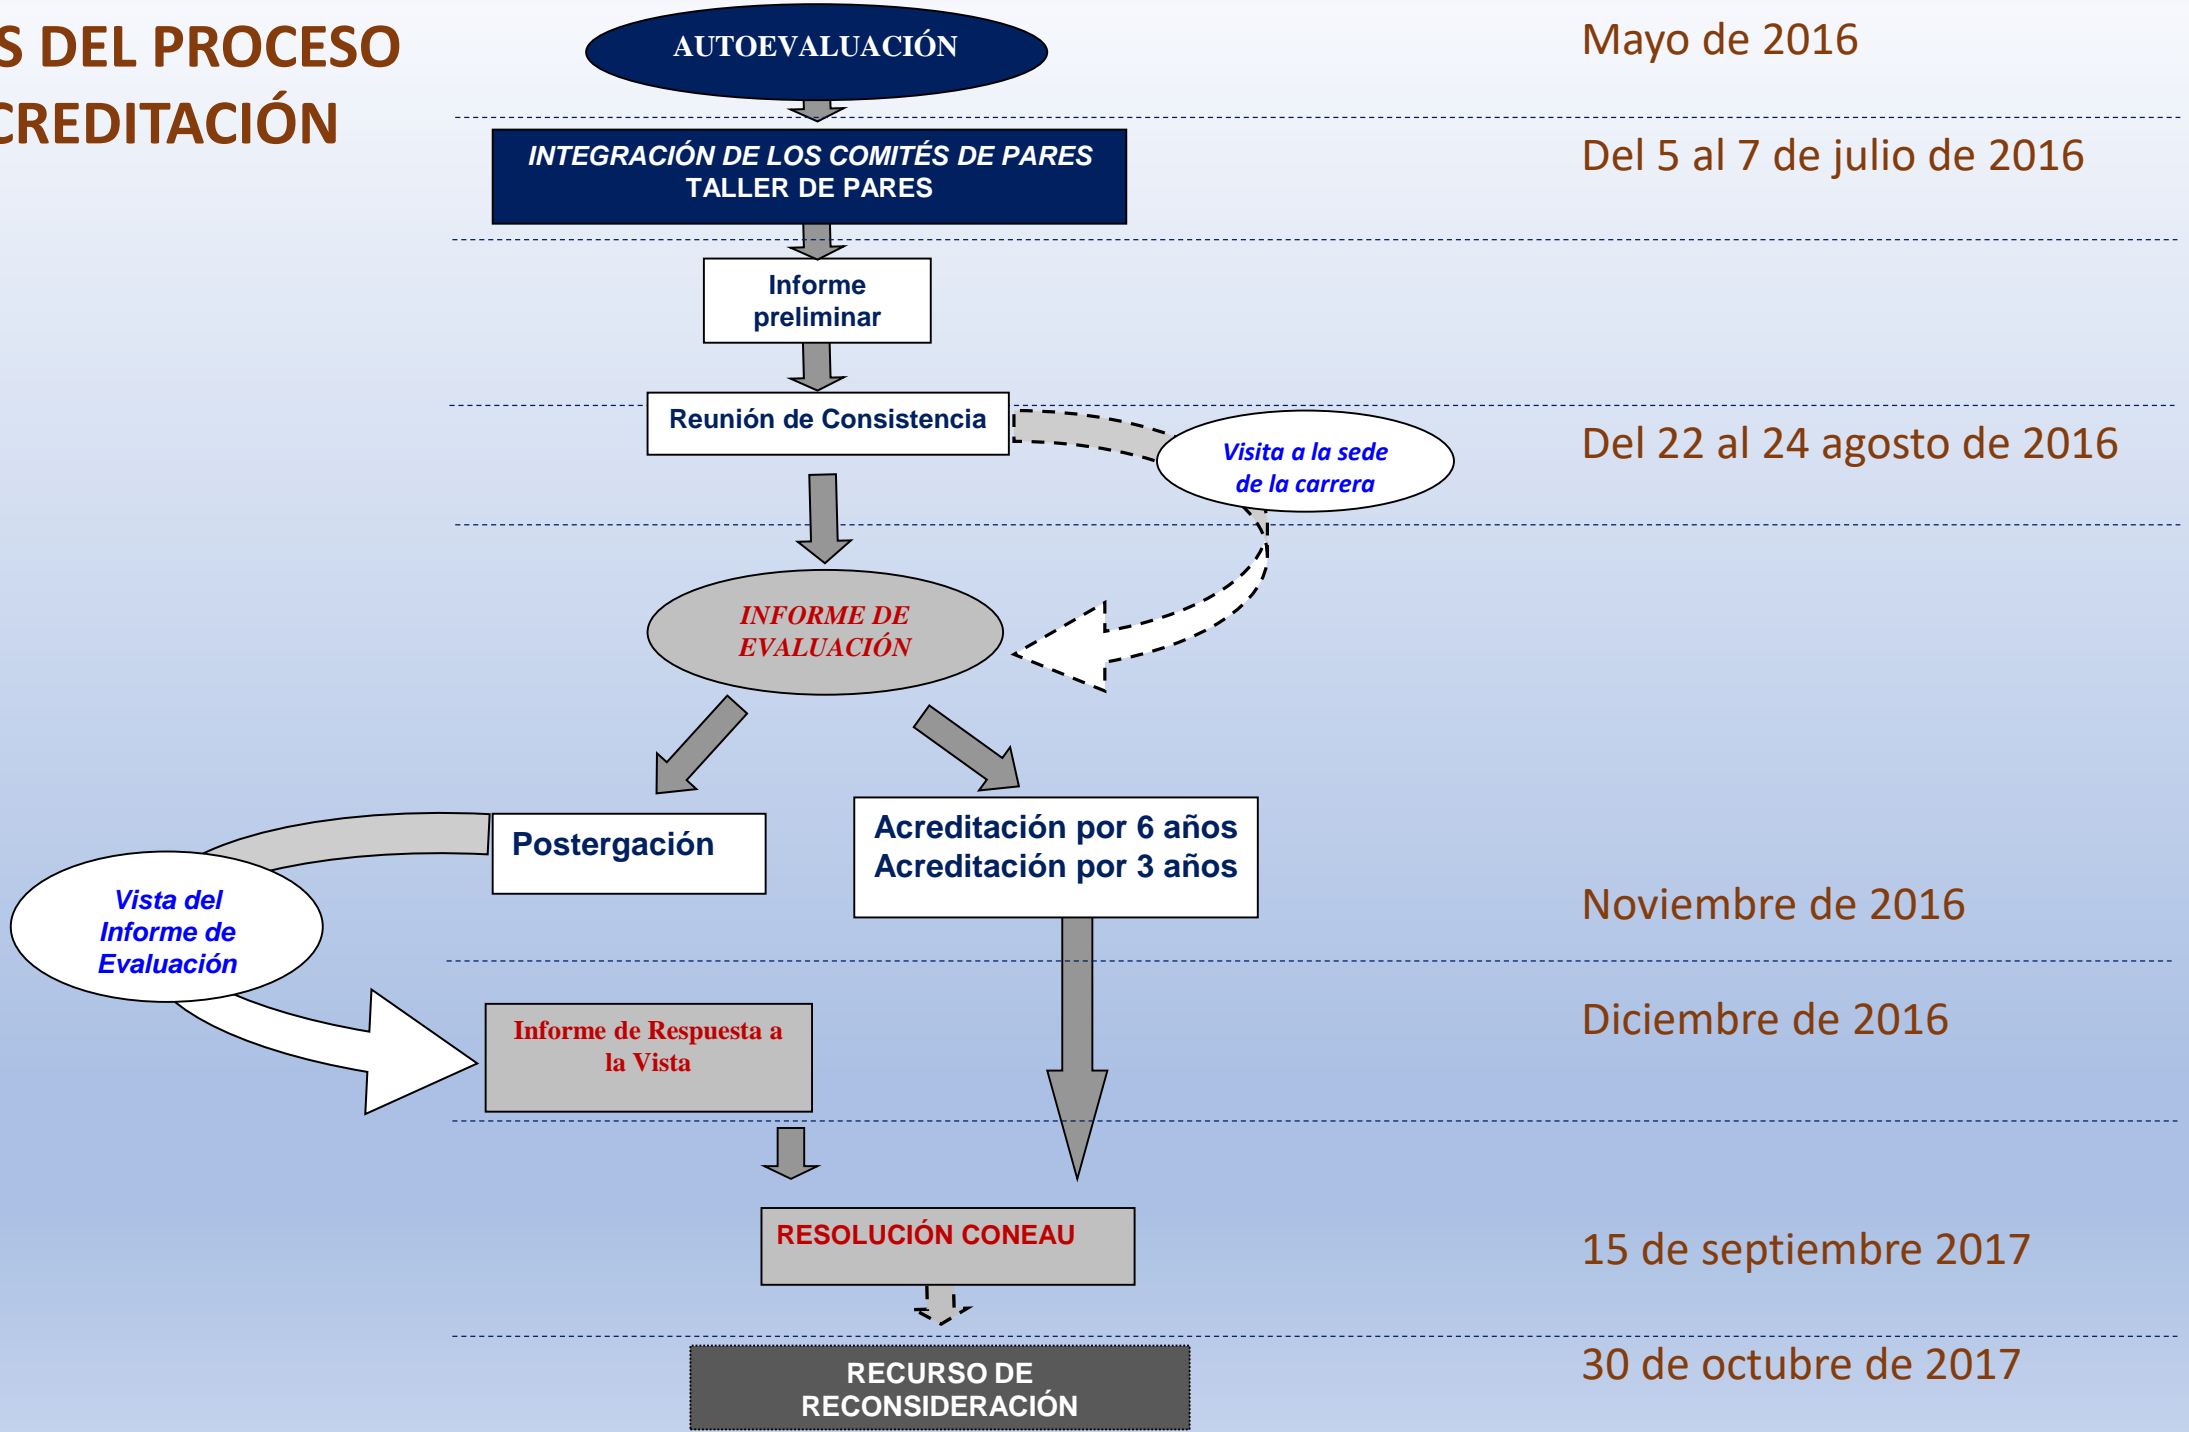 S DEL PROCESO
CREDITACIÓN
AUTOEVALUACIÓN
Mayo de 2016
INTEGRACIÓN DE LOS COMITÉS DE PARES
TALLER DE PARES
Del 5 al 7 de julio de 2016
Informe
preliminar
Reunión de Consistencia
Visita a la sede
de la carrera
Del 22 al 24 agosto de 2016
INFORME DE
EVALUACIÓN
Postergación
Acreditación por 6 años
Acreditación por 3 años
Vista del
Informe de
Evaluación
Noviembre de 2016
Informe de Respuesta a
la Vista
Diciembre de 2016
RESOLUCIÓN CONEAU
15 de septiembre 2017
RECURSO DE
RECONSIDERACIÓN
30 de octubre de 2017